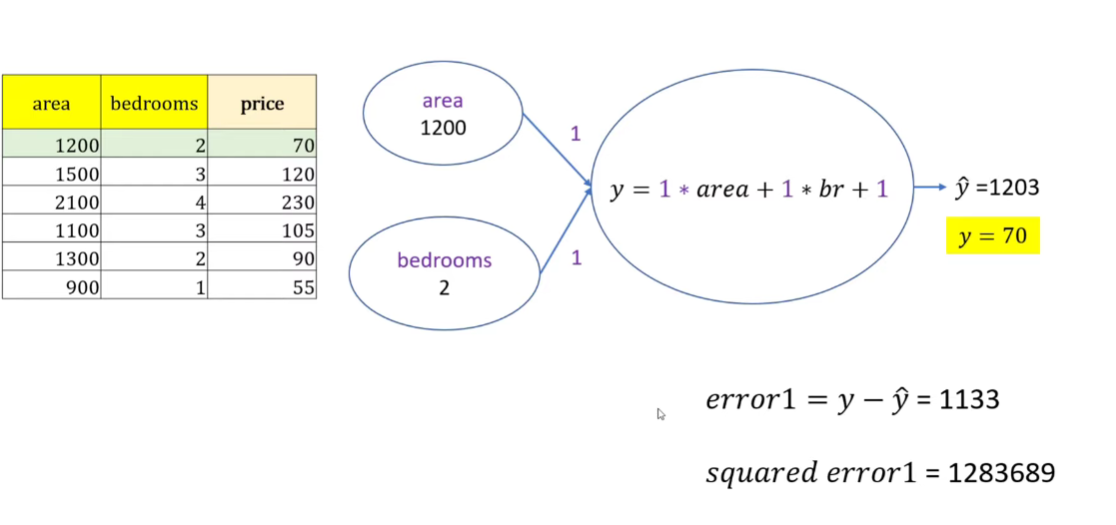 area bedrooms price
1200 2 70
1500 3 120
2100 4 230
1100 3 105
1300 2 90
900 1 55
area
1200
1
bedrooms
2
1
y = 1 * area + 1 * br + 1
ŷ =1203
y = 70
error1 = y − ŷ = 1133
squared error1 = 1283689